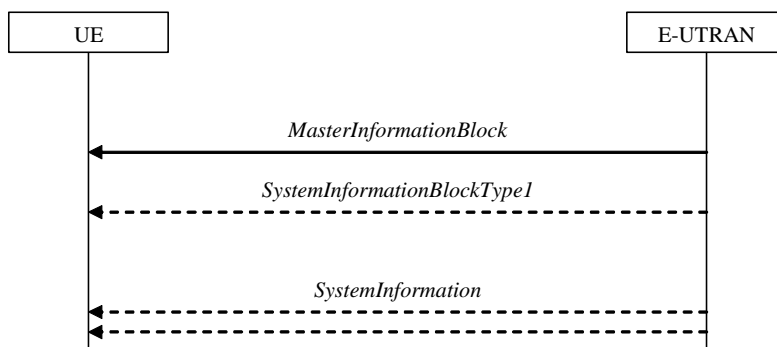 UE
E-UTRAN
MasterInformationBlock
SystemInformationBlockType1
SystemInformation